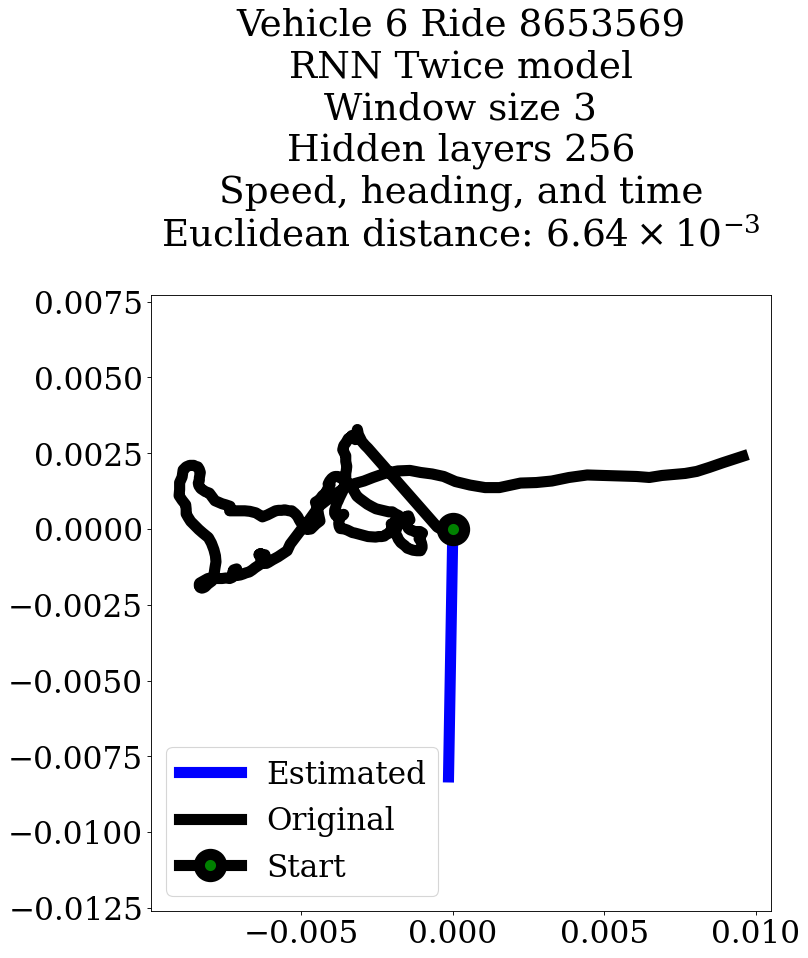 Vehicle 6 Ride 8653569
RNN Twice model
Window size 3
Hidden layers 256
Speed, heading, and time
Euclidean distance: 6.64 × 10⁻³
0.0075
0.0050
0.0025
0.0000
−0.0025
−0.0050
−0.0075
−0.0100
−0.0125
Estimated
Original
Start
−0.005
0.000
0.005
0.010